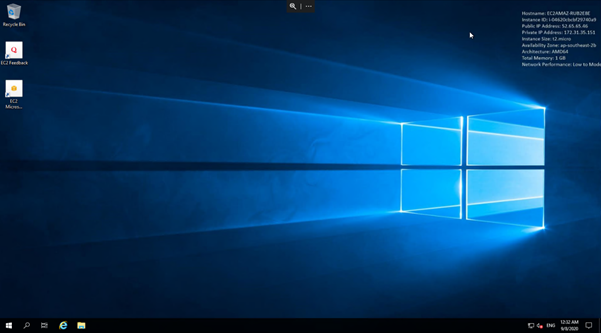 Recycle Bin
EC2 Feedback
EC2
Micros...
Hostname: EC2AMAZ-RUB2E8E
Instance ID: i-04620cbcbf29740a9
Public IP Address: 52.65.65.46
Private IP Address: 172.31.35.151
Instance Size: t2.micro
Availability Zone: ap-southeast-2b
Architecture: AMD64
Total Memory: 1 GB
Network Performance: Low to Mode
ENG
12:32 AM
9/8/2020